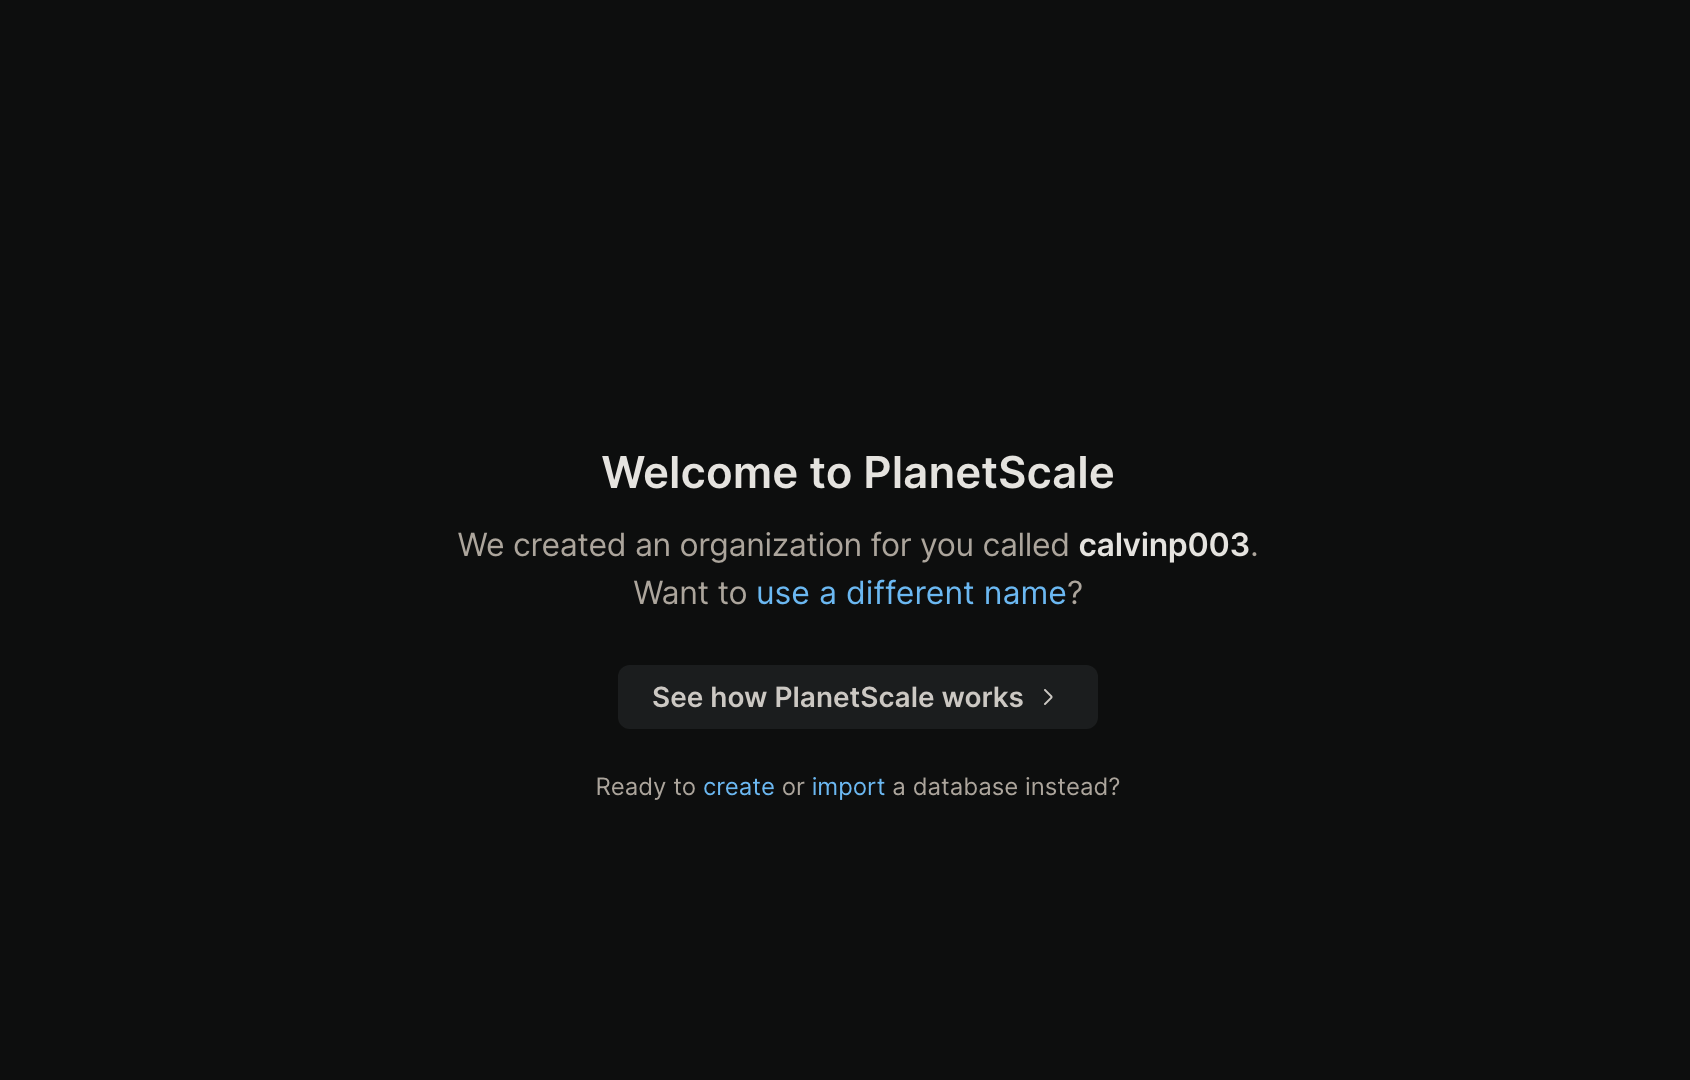 Welcome to PlanetScale
We created an organization for you called calvinp003.
Want to use a different name?
See how PlanetScale works
Ready to create or import a database instead?